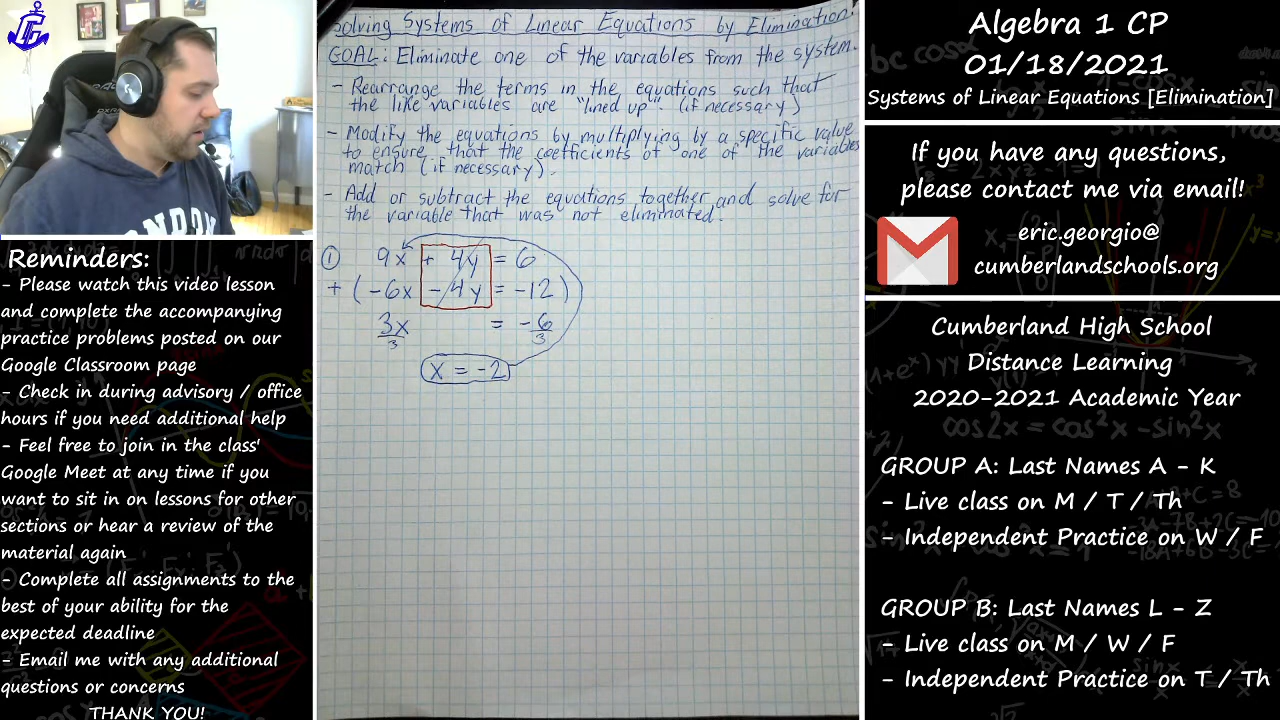 Solving Systems of Linear Equations by Elimination.
GOAL: Eliminate one of the variables from the system.
- Rearrange the terms in the equations such that
the like variables are "lined up". (if necessary)
- Modify the equations by multiplying by a specific value
to ensure that the coefficients of one of the variables
match (if necessary).
- Add or subtract the equations together and solve for
the variable that was not eliminated.
① 9x + 4y = 6
+ (-6x - 4y = -12)
3x = -6
3 3
x = -2
Reminders:
- Please watch this video lesson
and complete the accompanying
practice problems posted on our
Google Classroom page
- Check in during advisory / office
hours if you need additional help
- Feel free to join in the class'
Google Meet at any time if you
want to sit in on lessons for other
sections or hear a review of the
material again
- Complete all assignments to the
best of your ability for the
expected deadline
- Email me with any additional
questions or concerns
THANK YOU!
Algebra 1 CP
01/18/2021
Systems of Linear Equations [Elimination]
If you have any questions,
please contact me via email!
eric.georgio@
cumberlandschools.org
Cumberland High School
Distance Learning
2020-2021 Academic Year
cos2x = cos²x - sin²x
GROUP A: Last Names A - K
- Live class on M / T / Th
- Independent Practice on W / F
GROUP B: Last Names L - Z
- Live class on M / W / F
- Independent Practice on T / Th